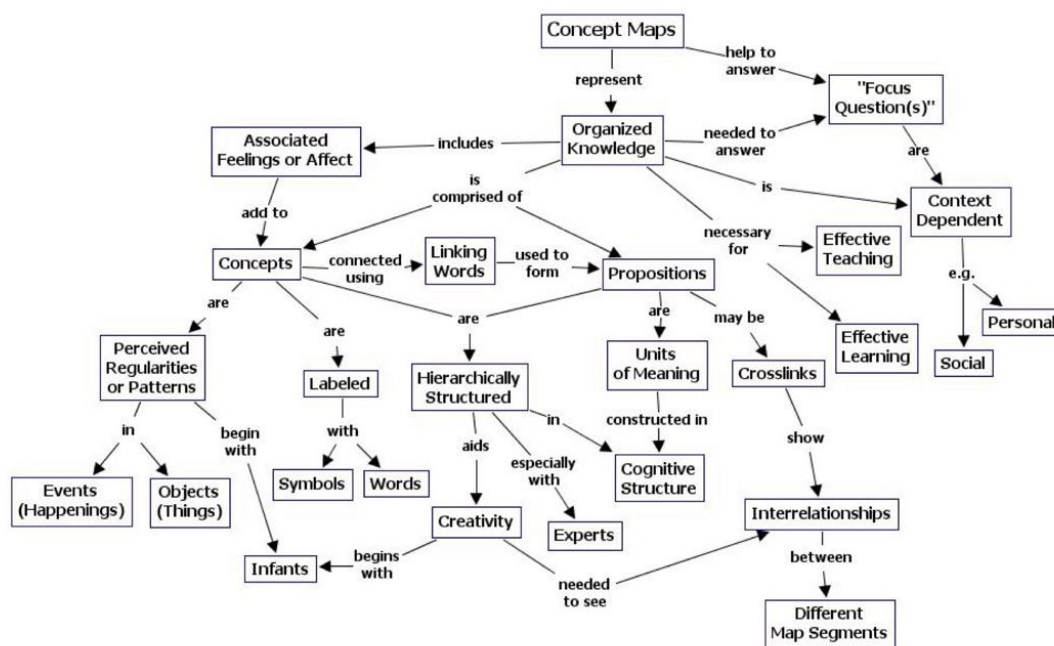 Concept Maps
help to
answer
represent
"Focus
Question(s)"
Associated
Feelings or Affect
includes
Organized
Knowledge
needed to
answer
are
is
comprised of
is
Context
Dependent
add to
necessary
for
Effective
Teaching
Concepts
connected
using
Linking
Words
used to
form
Propositions
e.g.
Personal
are
are
are
are
may be
Effective
Learning
Social
Perceived
Regularities
or Patterns
Labeled
Hierarchically
Structured
Units
of Meaning
Crosslinks
in
begin
with
with
aids
in
especially
with
constructed in
show
Events
(Happenings)
Objects
(Things)
Symbols
Words
Cognitive
Structure
Creativity
Experts
Interrelationships
Infants
begins
with
needed
to see
between
Different
Map Segments